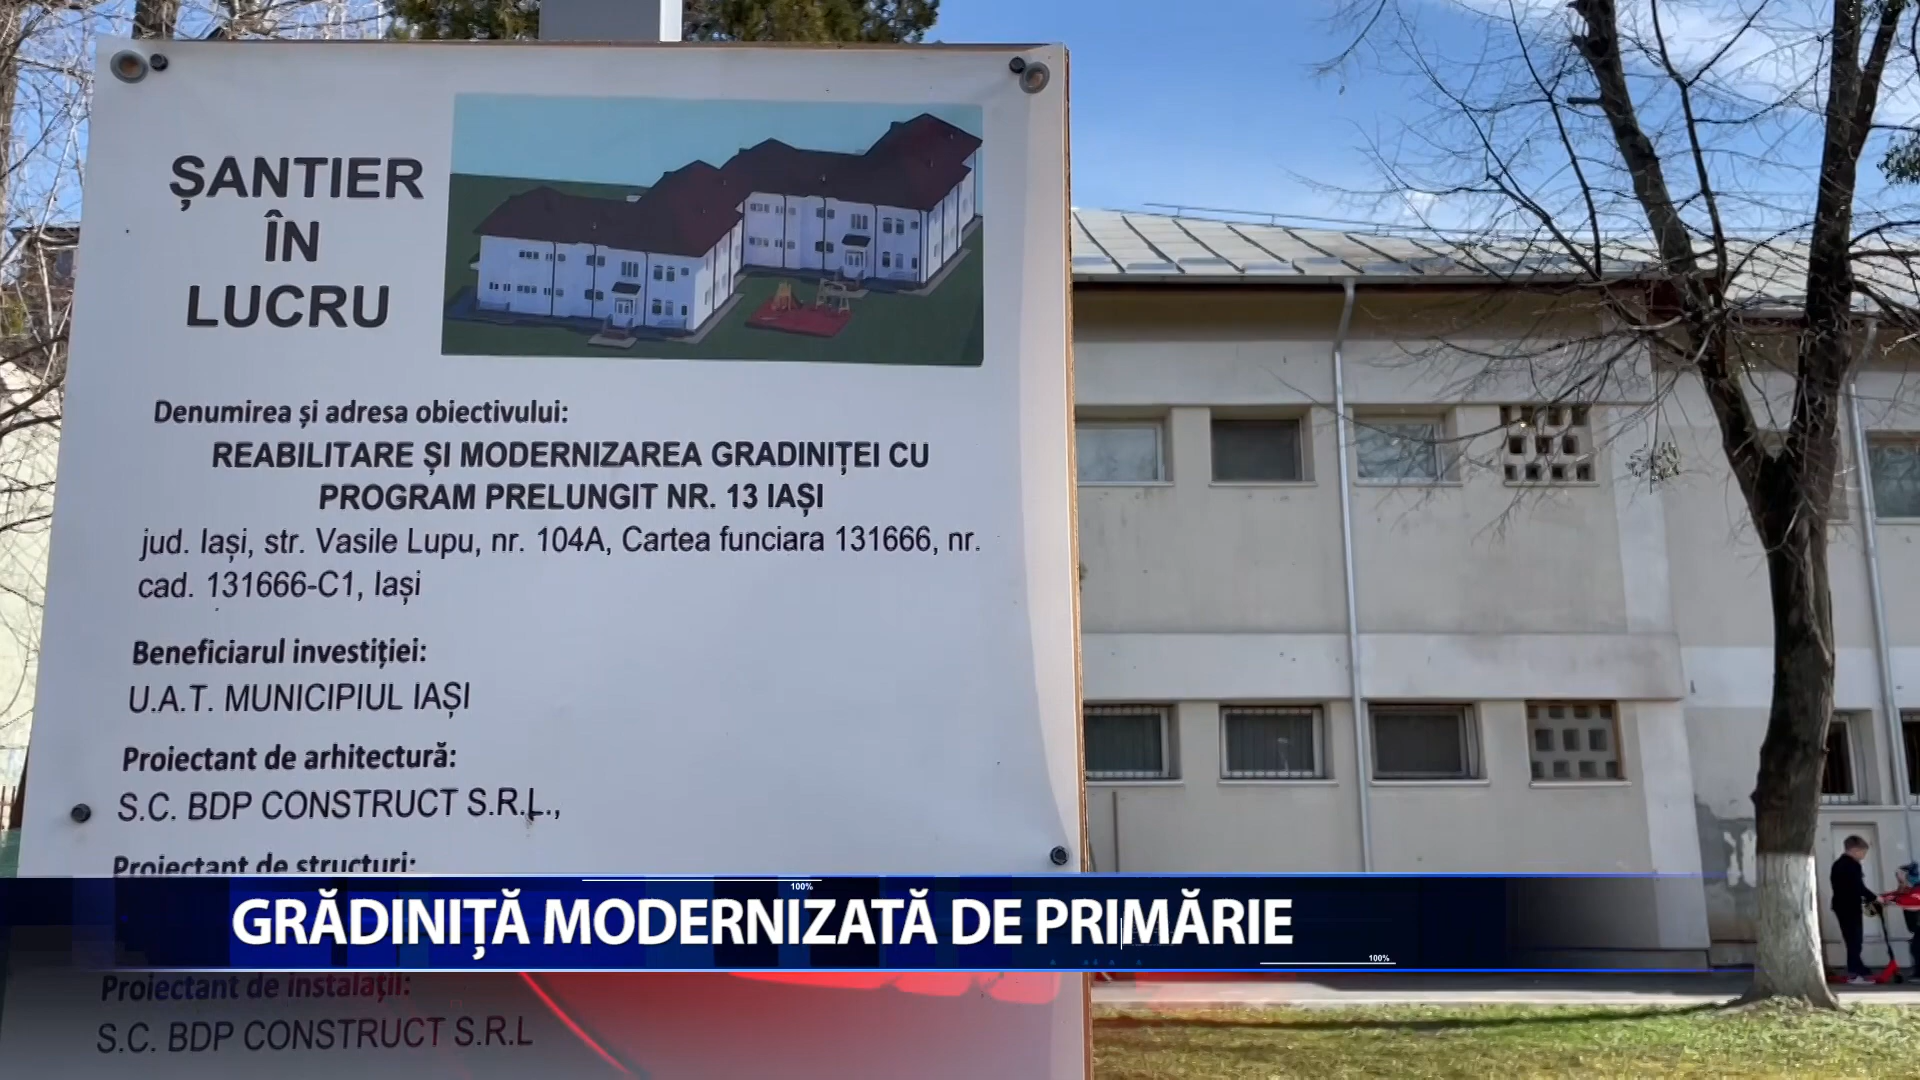 ȘANTIER
ÎN
LUCRU
Denumirea și adresa obiectivului:
REABILITARE ȘI MODERNIZAREA GRADINIȚEI CU
PROGRAM PRELUNGIT NR. 13 IAȘI
jud. Iași, str. Vasile Lupu, nr. 104A, Cartea funciara 131666, nr.
cad. 131666-C1, Iași
Beneficiarul investiției:
U.A.T. MUNICIPIUL IAȘI
Proiectant de arhitectură:
S.C. BDP CONSTRUCT S.R.L.,
Proiectant de structuri:
100%
GRĂDINIȚĂ MODERNIZATĂ DE PRIMĂRIE
100%
Proiectant de instalații:
S.C. BDP CONSTRUCT S.R.L